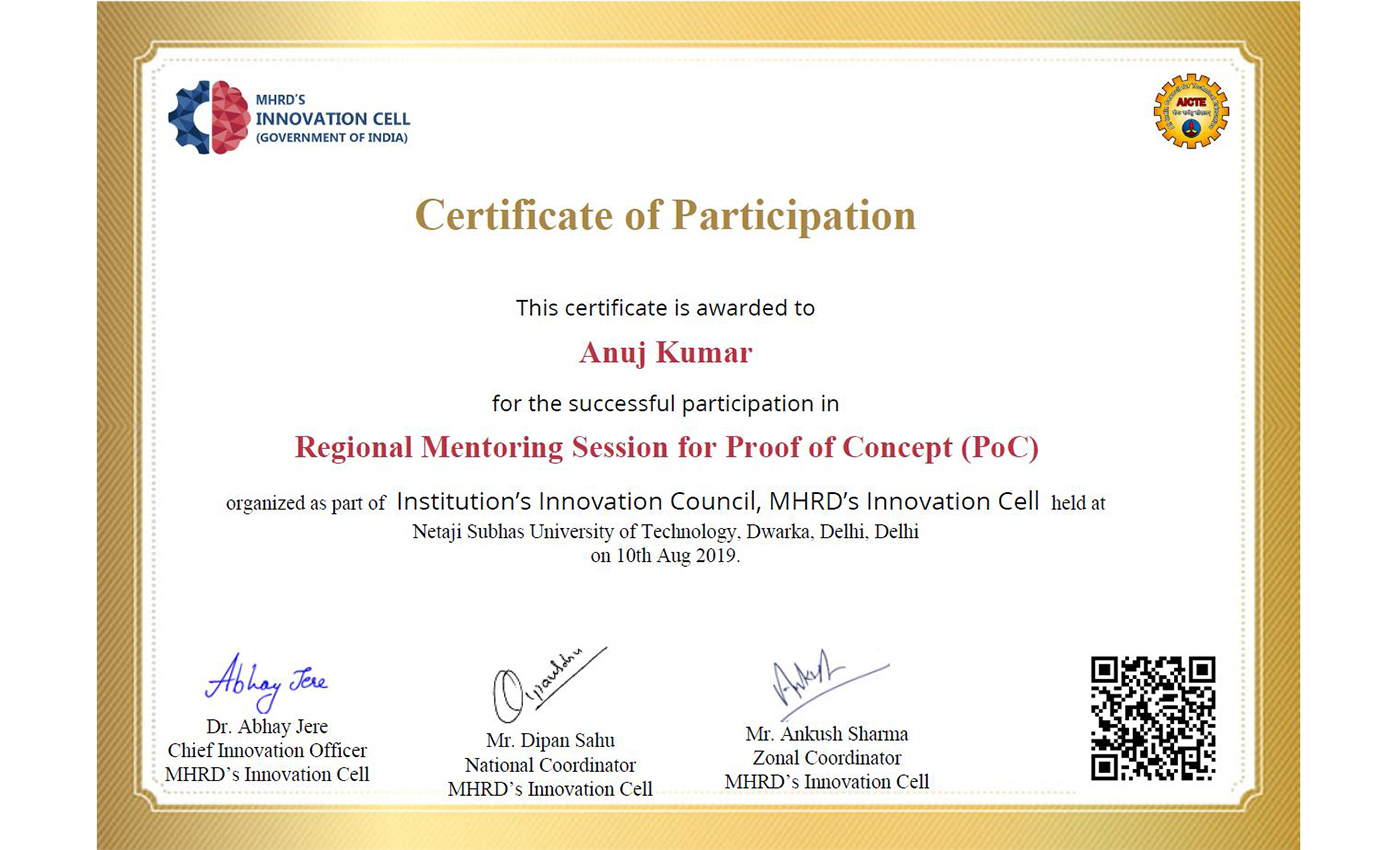 MHRD'S
INNOVATION CELL
(GOVERNMENT OF INDIA)
AICTE
Certificate of Participation
This certificate is awarded to
Anuj Kumar
for the successful participation in
Regional Mentoring Session for Proof of Concept (PoC)
organized as part of Institution's Innovation Council, MHRD's Innovation Cell held at
Netaji Subhas University of Technology, Dwarka, Delhi, Delhi
on 10th Aug 2019.
Abhay Jere
Dr. Abhay Jere
Chief Innovation Officer
MHRD's Innovation Cell
Mr. Dipan Sahu
National Coordinator
MHRD's Innovation Cell
Mr. Ankush Sharma
Zonal Coordinator
MHRD's Innovation Cell